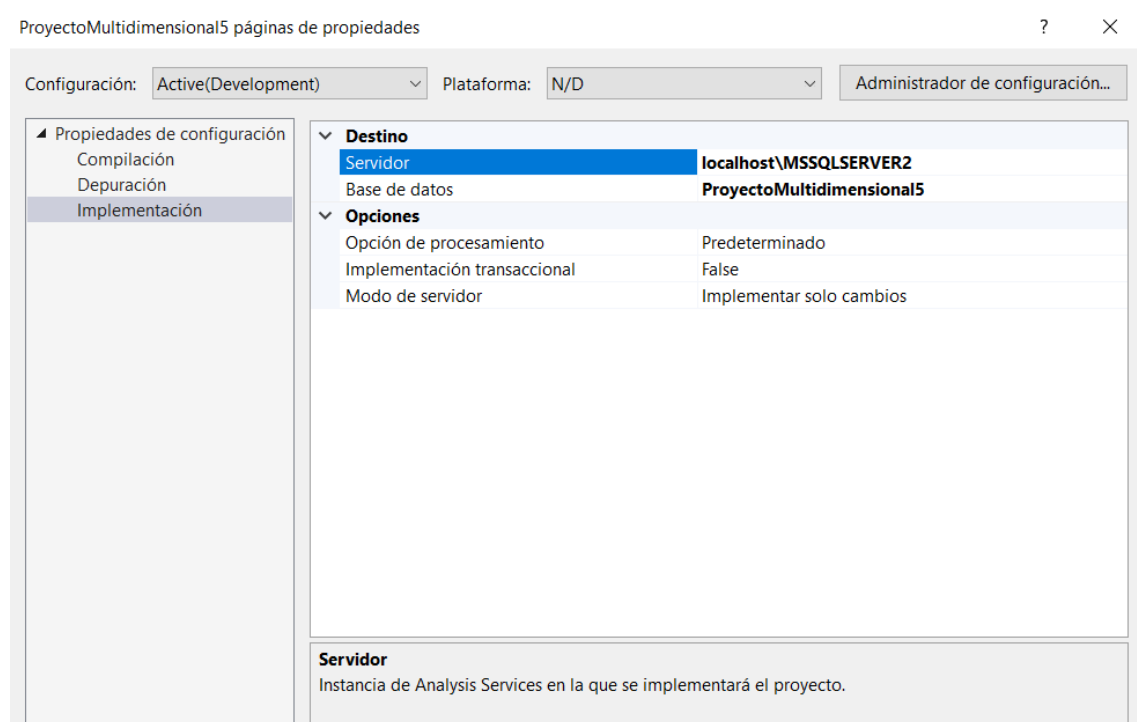 ProyectoMultidimensional5 páginas de propiedades
Configuración: Active(Development) Plataforma: N/D Administrador de configuración...
Propiedades de configuración
Compilación
Depuración
Implementación
Destino
Servidor localhost\MSSQLSERVER2
Base de datos ProyectoMultidimensional5
Opciones
Opción de procesamiento Predeterminado
Implementación transaccional False
Modo de servidor Implementar solo cambios
Servidor
Instancia de Analysis Services en la que se implementará el proyecto.